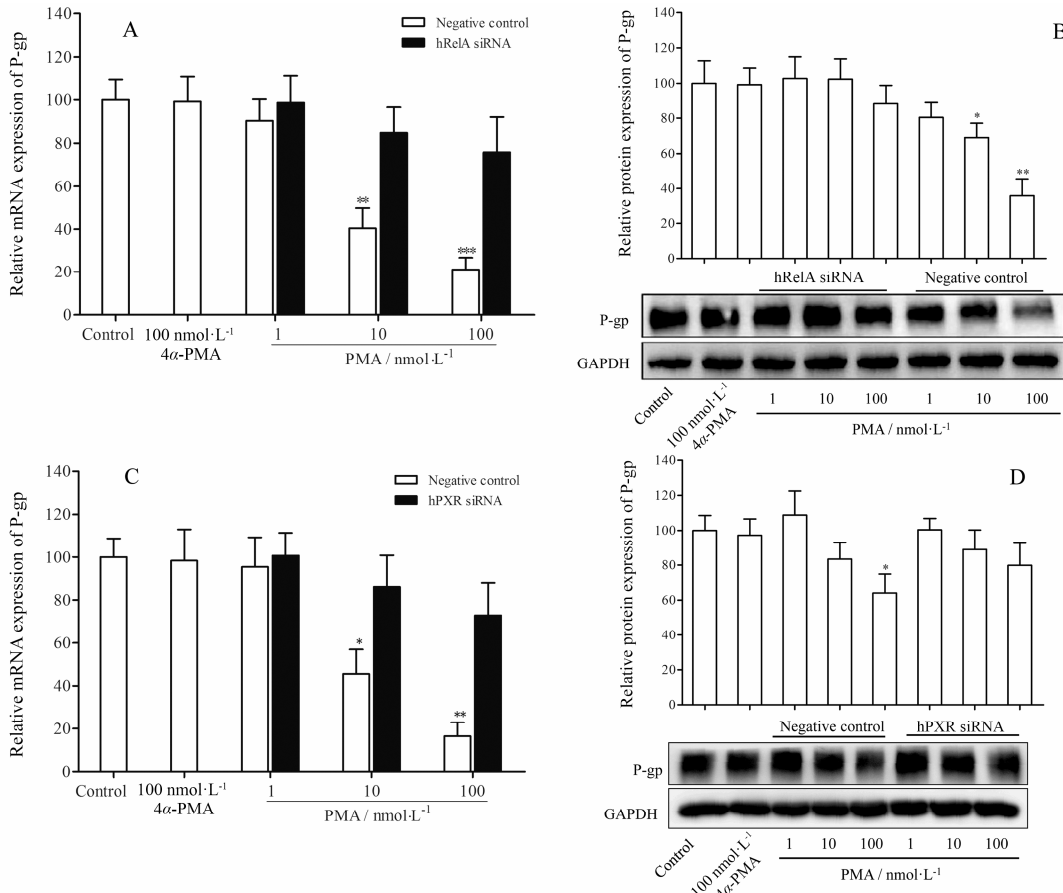 A
Negative control
hRelA siRNA
Relative mRNA expression of P-gp
140
120
100
80
60
40
20
0
**
***
Control
100 nmol·L-1
4α-PMA
1
10
100
PMA / nmol·L-1
B
Relative protein expression of P-gp
140
120
100
80
60
40
20
0
*
**
hRelA siRNA
Negative control
P-gp
GAPDH
Control
100 nmol·L-1
4α-PMA
1
10
100
1
10
100
PMA / nmol·L-1
C
Negative control
hPXR siRNA
Relative mRNA expression of P-gp
140
120
100
80
60
40
20
0
*
**
Control
100 nmol·L-1
4α-PMA
1
10
100
PMA / nmol·L-1
D
Relative protein expression of P-gp
140
120
100
80
60
40
20
0
*
Negative control
hPXR siRNA
P-gp
GAPDH
Control
100 nmol·L-1
4α-PMA
1
10
100
1
10
100
PMA / nmol·L-1